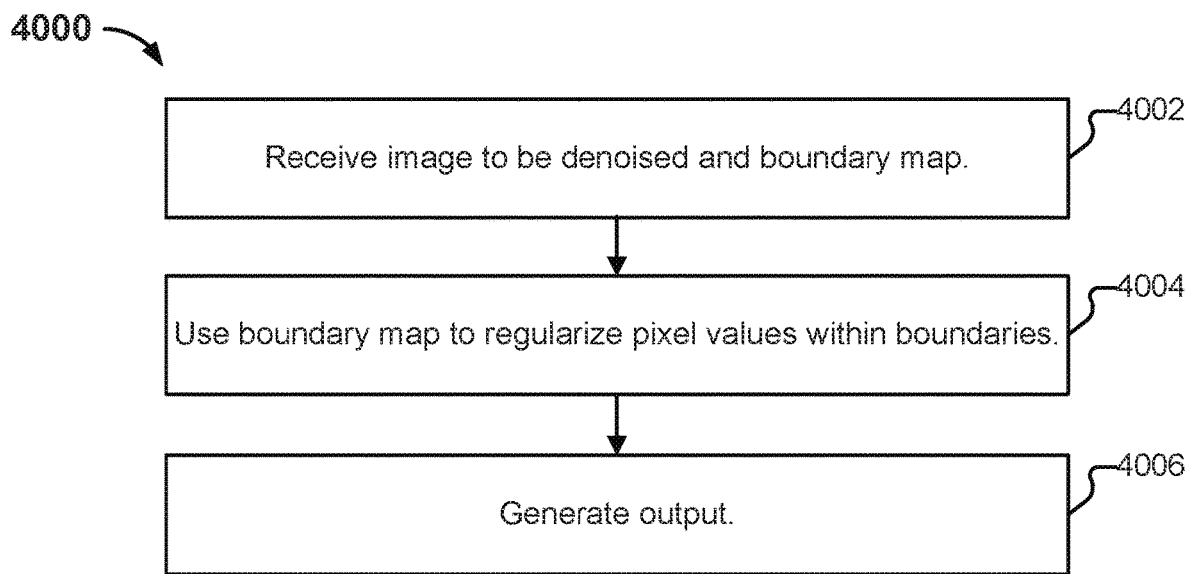 4000
Receive image to be denoised and boundary map.
4002
Use boundary map to regularize pixel values within boundaries.
4004
Generate output.
4006